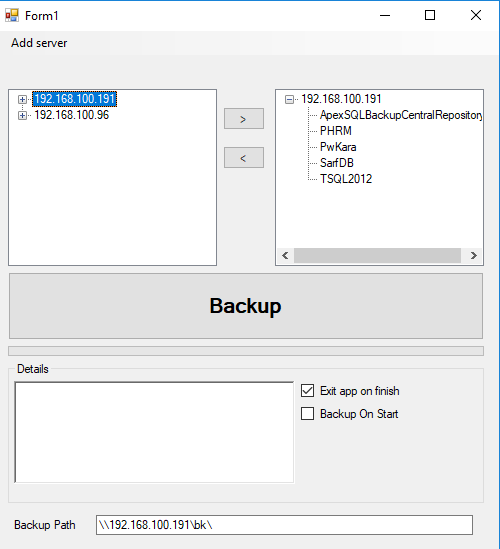 Form1
Add server
192.168.100.191
192.168.100.96
>
<
192.168.100.191
ApexSQLBackupCentralRepository
PHRM
PwKara
SarfDB
TSQL2012
Backup
Details
Exit app on finish
Backup On Start
Backup Path
\\192.168.100.191\bk\